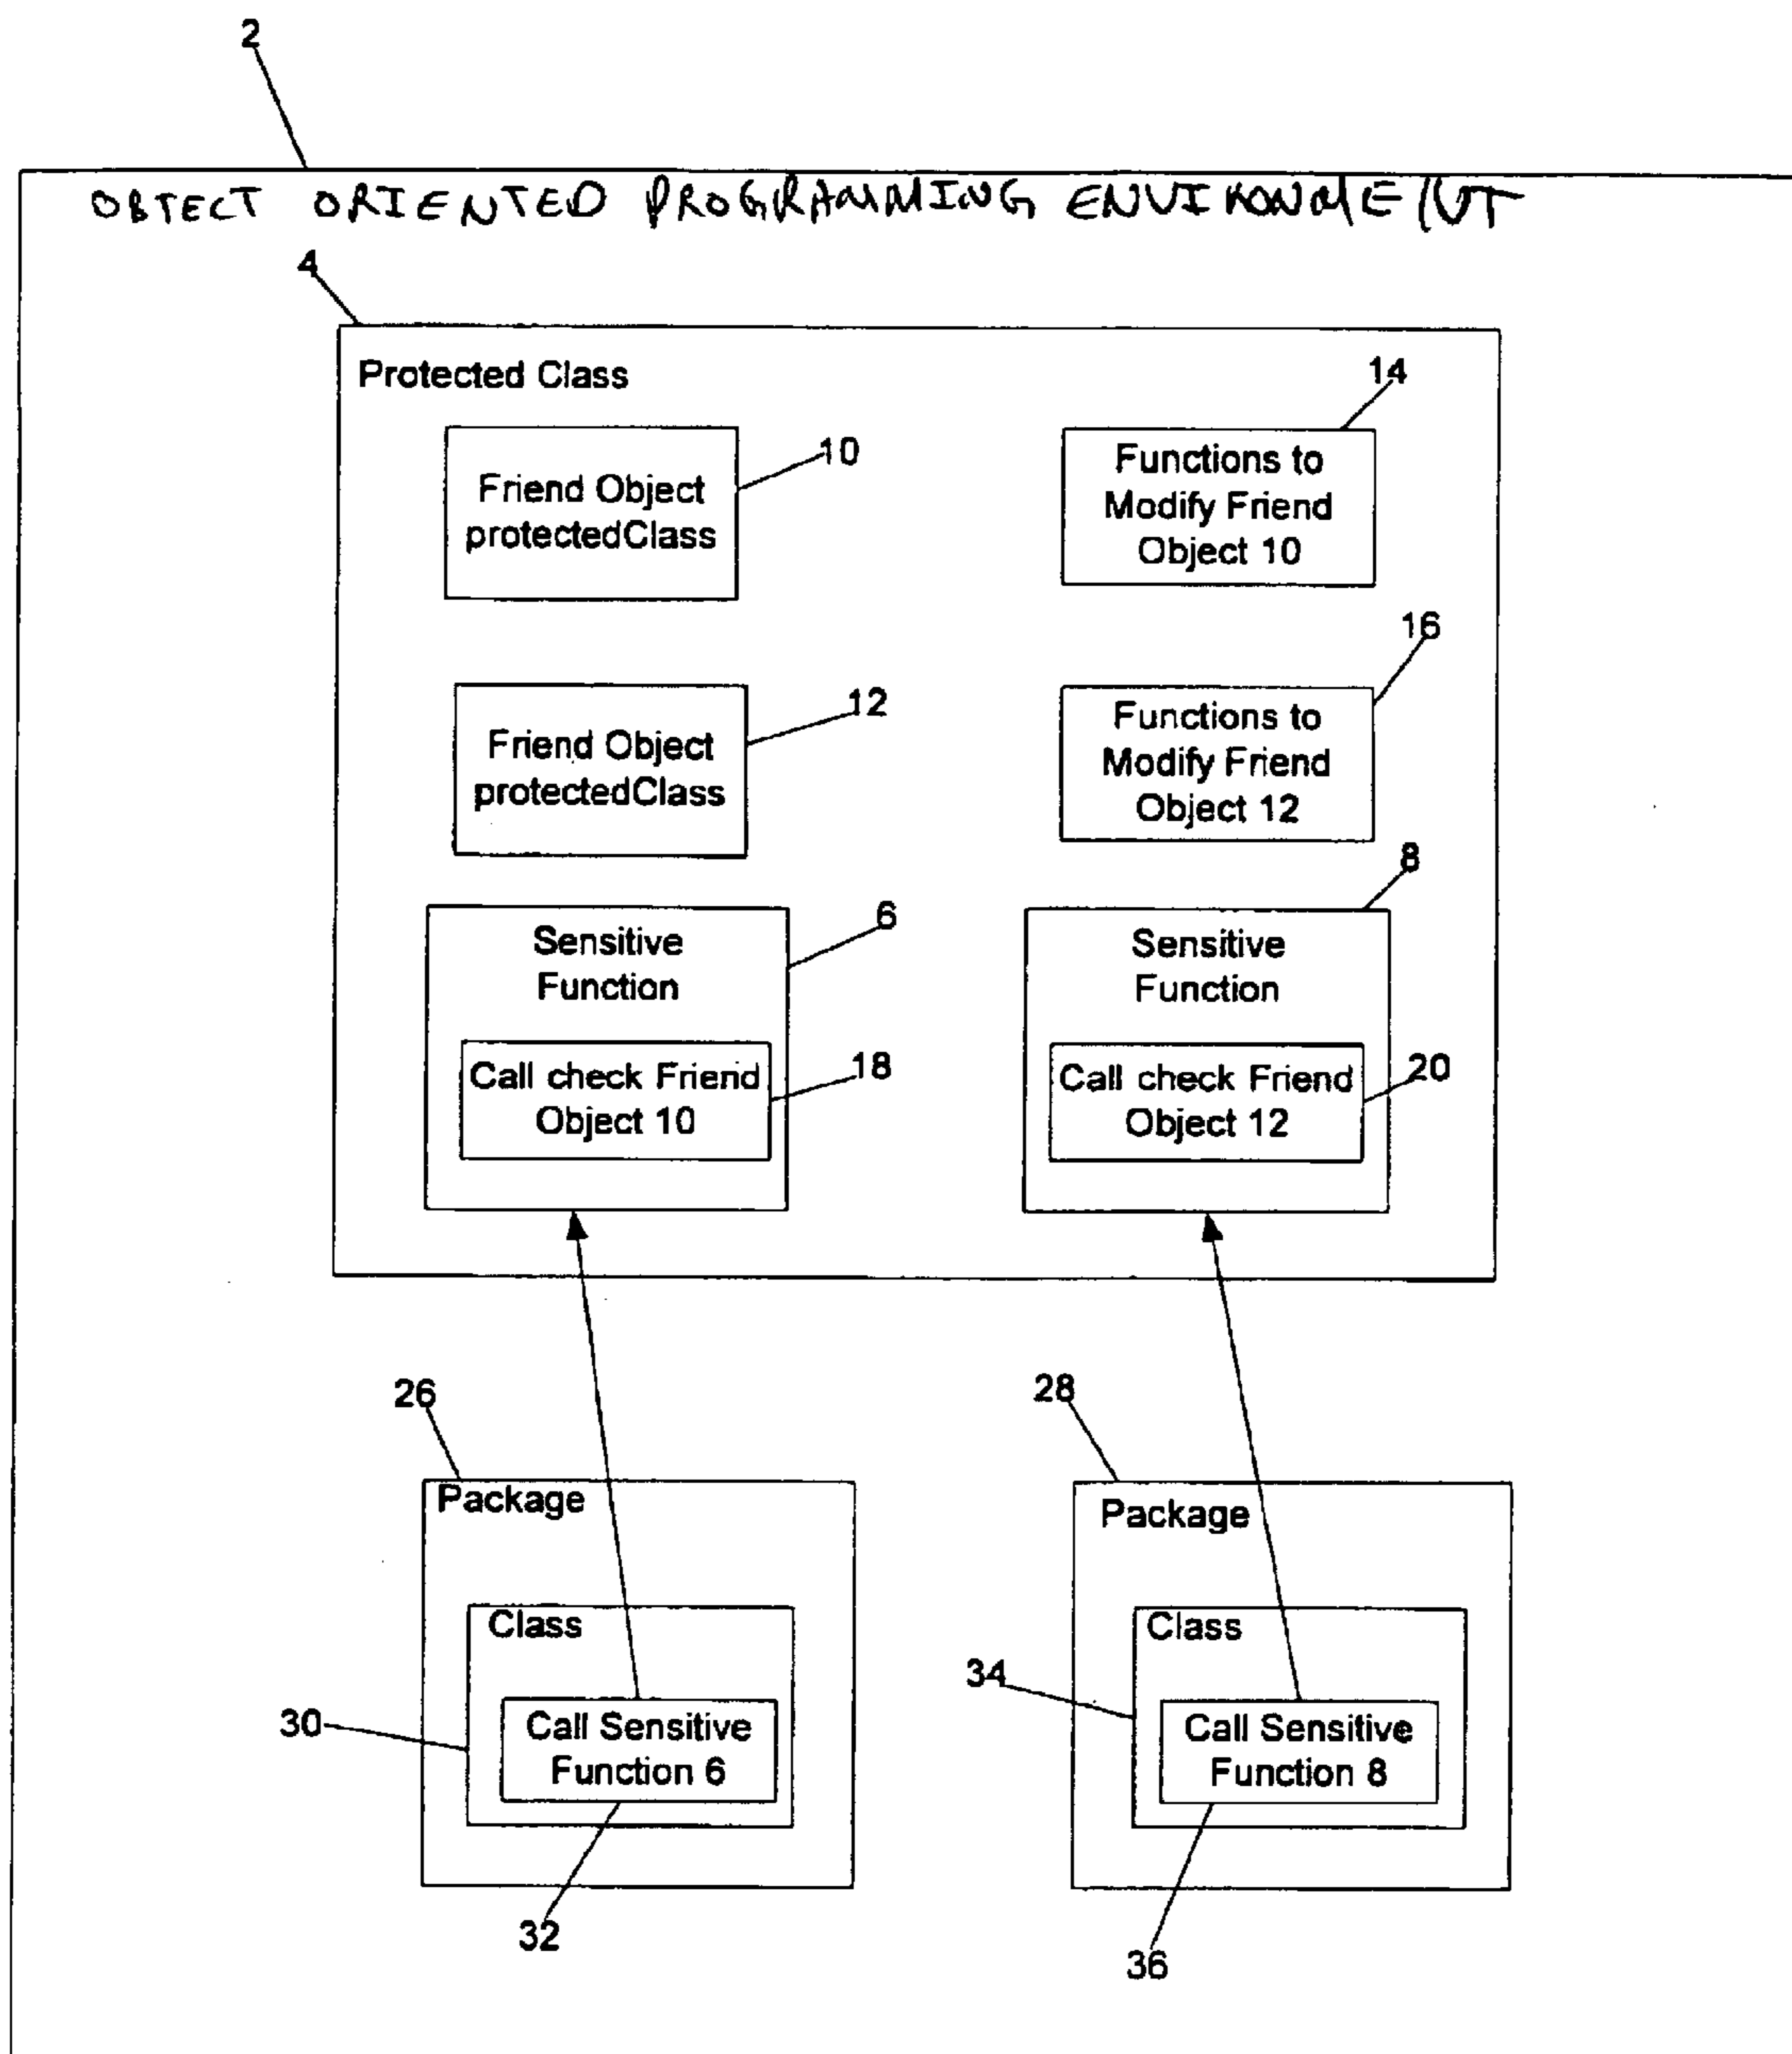 2
OBJECT ORIENTED PROGRAMMING ENVIRONMENT
4
Protected Class
14
10
Friend Object
protectedClass
Functions to
Modify Friend
Object 10
16
12
Friend Object
protectedClass
Functions to
Modify Friend
Object 12
8
6
Sensitive
Function
Sensitive
Function
Call check Friend
Object 10
18
Call check Friend
Object 12
20
26
28
Package
Package
Class
Class
34
30
Call Sensitive
Function 6
Call Sensitive
Function 8
32
36